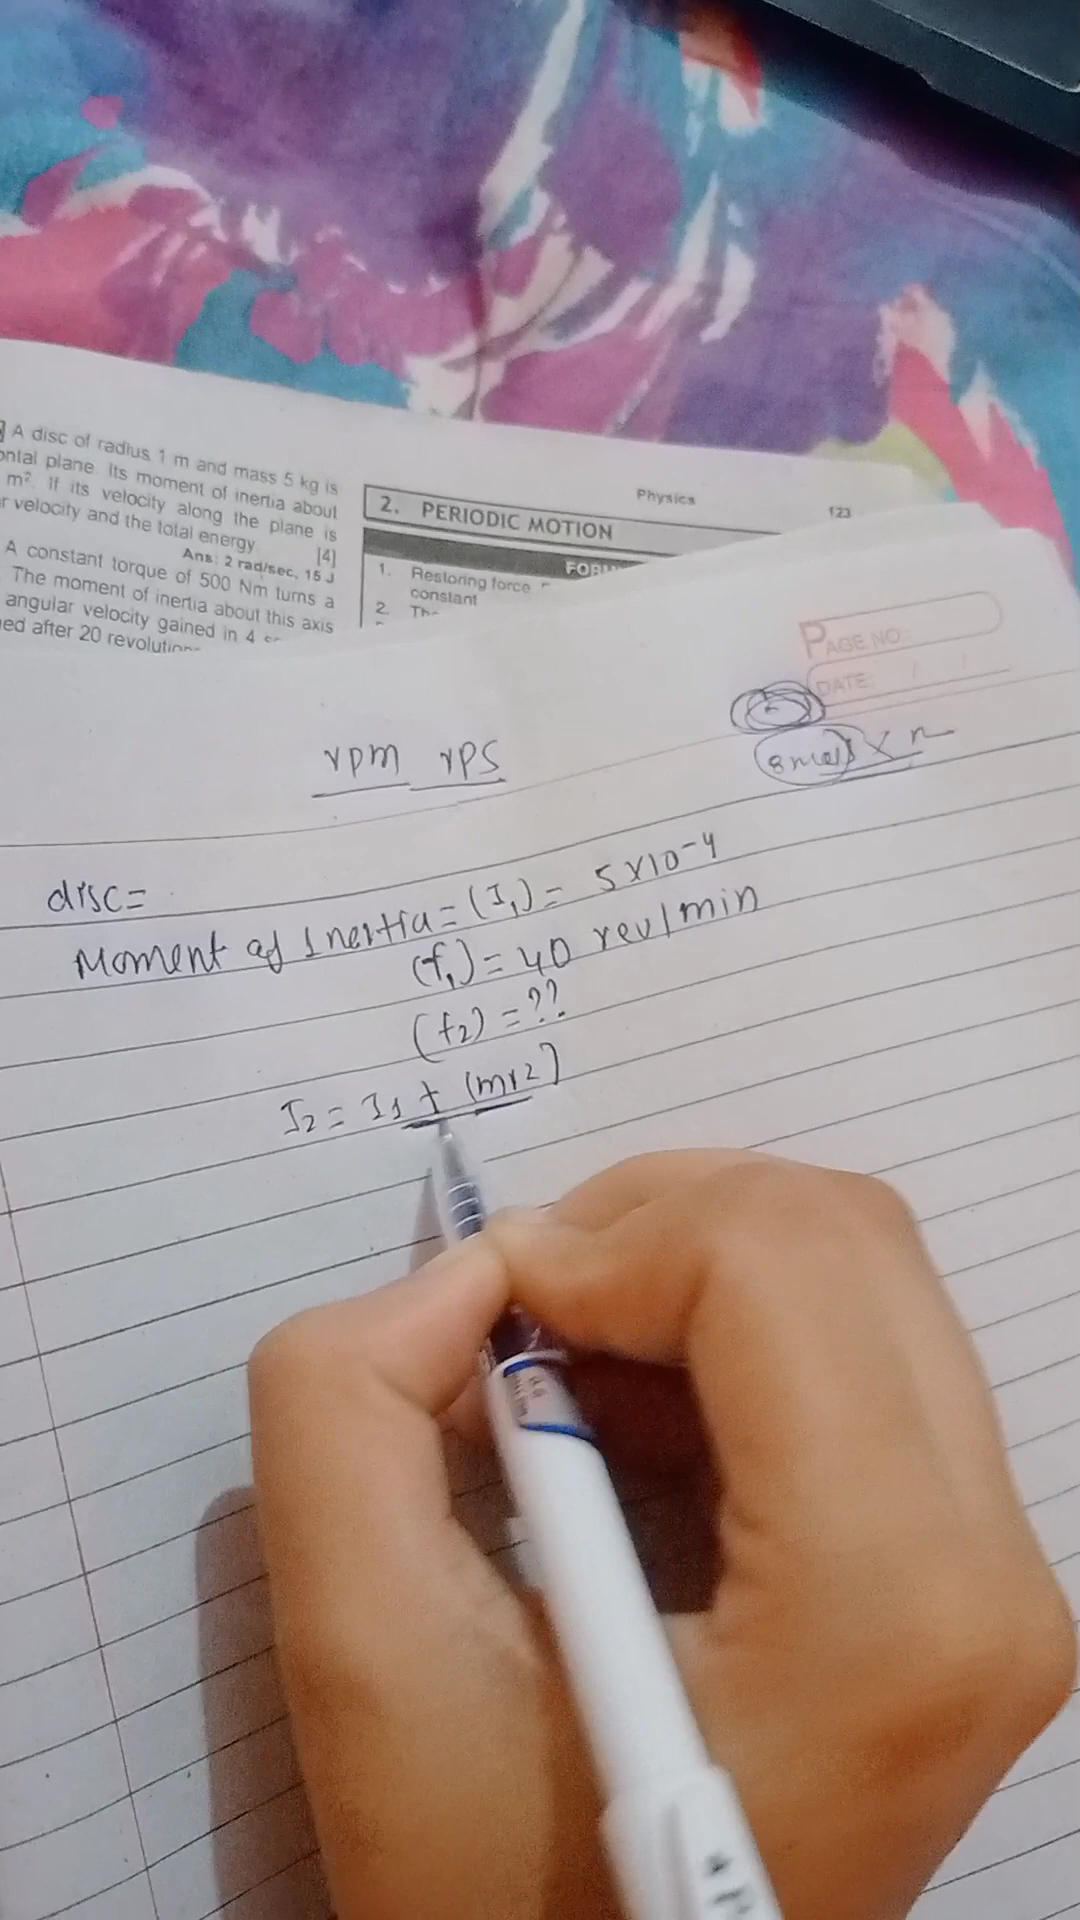 A disc of radius 1 m and mass 5 kg is
ontal plane. Its moment of inertia about
m². If its velocity along the plane is
r velocity and the total energy. [4]
Ans: 2 rad/sec, 15 J
A constant torque of 500 Nm turns a
The moment of inertia about this axis
angular velocity gained in 4
ed after 20 revolution
Physics 123
2. PERIODIC MOTION
1. Restoring force
constant
2.
PAGE NO:
DATE: / /
rpm rps
disc=
Moment of Inertia = (I₁) = 5 x 10⁻⁴
(f₁) = 40 rev/min
(f₂) = ??
I₂ = I₁ + (mr2)